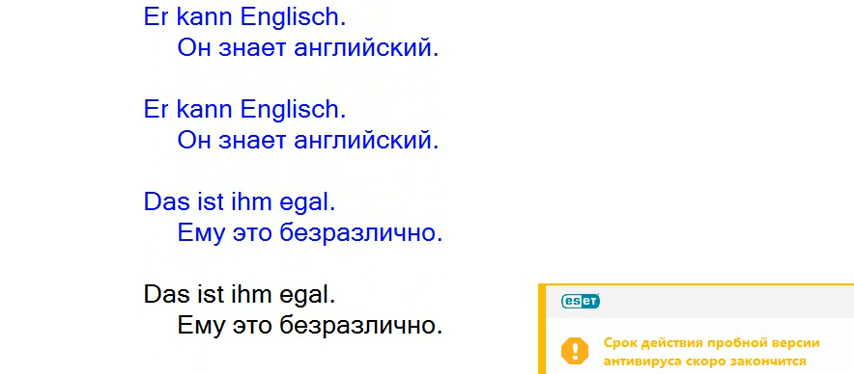 Er kann Englisch.
Он знает английский.
Er kann Englisch.
Он знает английский.
Das ist ihm egal.
Ему это безразлично.
Das ist ihm egal.
Ему это безразлично.
eset
Срок действия пробной версии
антивируса скоро закончится